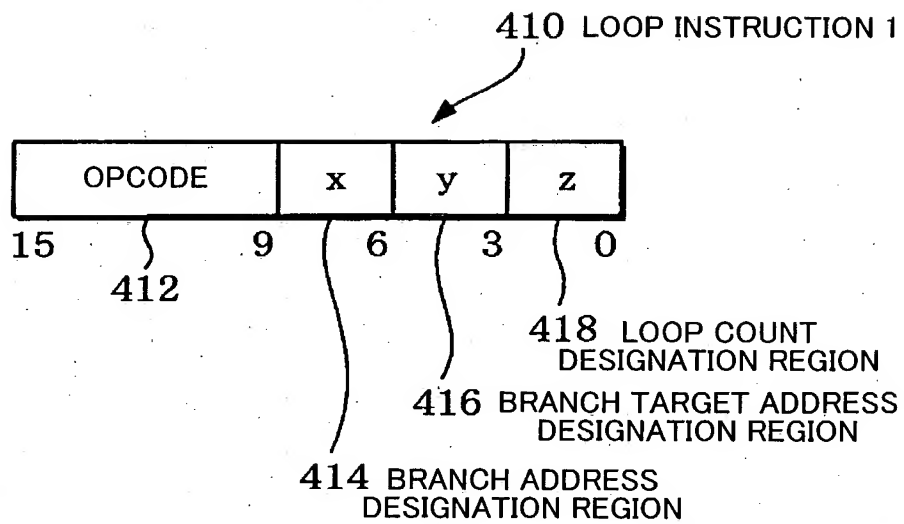 410 LOOP INSTRUCTION 1
OPCODE x y z
15 9 6 3 0
412
418 LOOP COUNT
DESIGNATION REGION
416 BRANCH TARGET ADDRESS
DESIGNATION REGION
414 BRANCH ADDRESS
DESIGNATION REGION